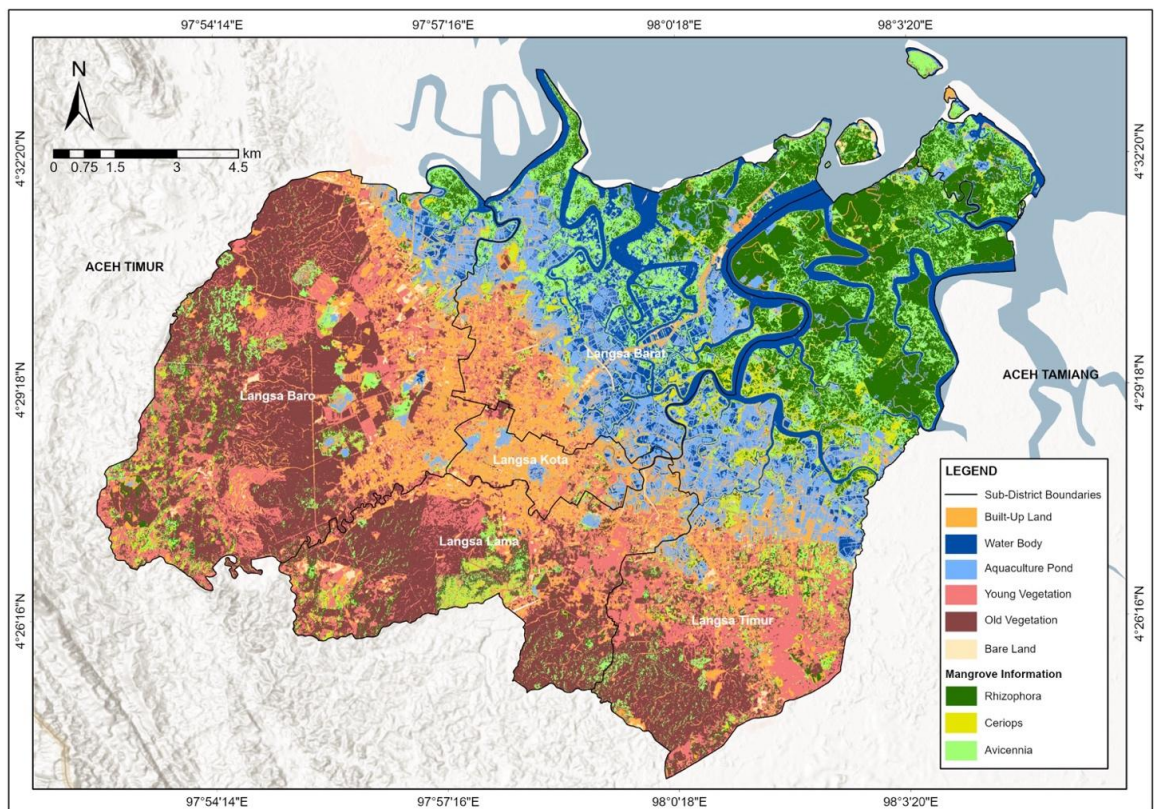 97°54'14"E 97°57'16"E 98°0'18"E 98°3'20"E
N
km
0 0.75 1.5 3 4.5
4°32'20"N
4°32'20"N
ACEH TIMUR
Langsa Barat
ACEH TAMIANG
4°29'18"N
4°29'18"N
Langsa Baro
Langsa Kota
Langsa Lama
Langsa Timur
4°26'16"N
4°26'16"N
LEGEND
Sub-District Boundaries
Built-Up Land
Water Body
Aquaculture Pond
Young Vegetation
Old Vegetation
Bare Land
Mangrove Information
Rhizophora
Ceriops
Avicennia
97°54'14"E 97°57'16"E 98°0'18"E 98°3'20"E